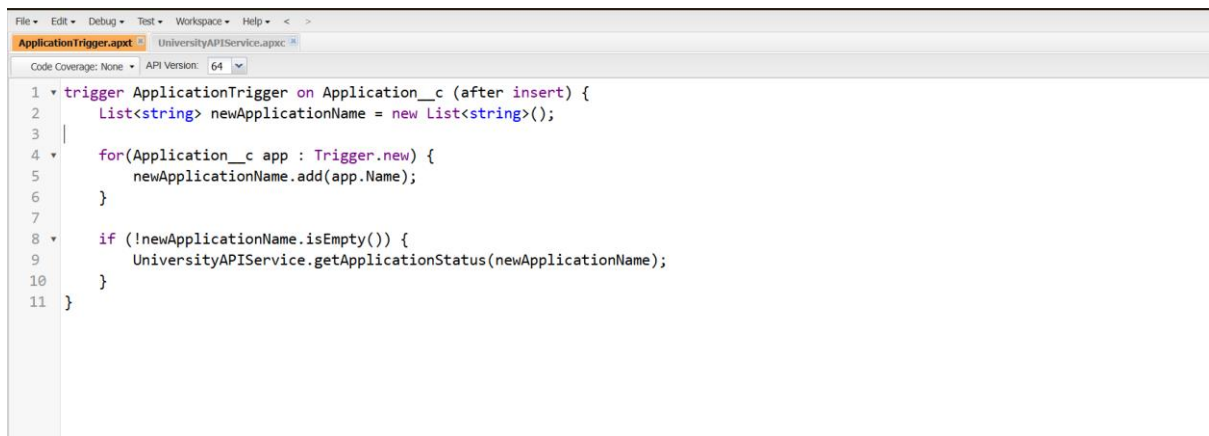 File ▾ Edit ▾ Debug ▾ Test ▾ Workspace ▾ Help ▾ < >
ApplicationTrigger.apxt UniversityAPIService.apxc
Code Coverage: None ▾ API Version: 64
1 ▾ trigger ApplicationTrigger on Application__c (after insert) {
2     List<string> newApplicationName = new List<string>();
3
4 ▾     for(Application__c app : Trigger.new) {
5         newApplicationName.add(app.Name);
6     }
7
8 ▾     if (!newApplicationName.isEmpty()) {
9         UniversityAPIService.getApplicationStatus(newApplicationName);
10     }
11 }